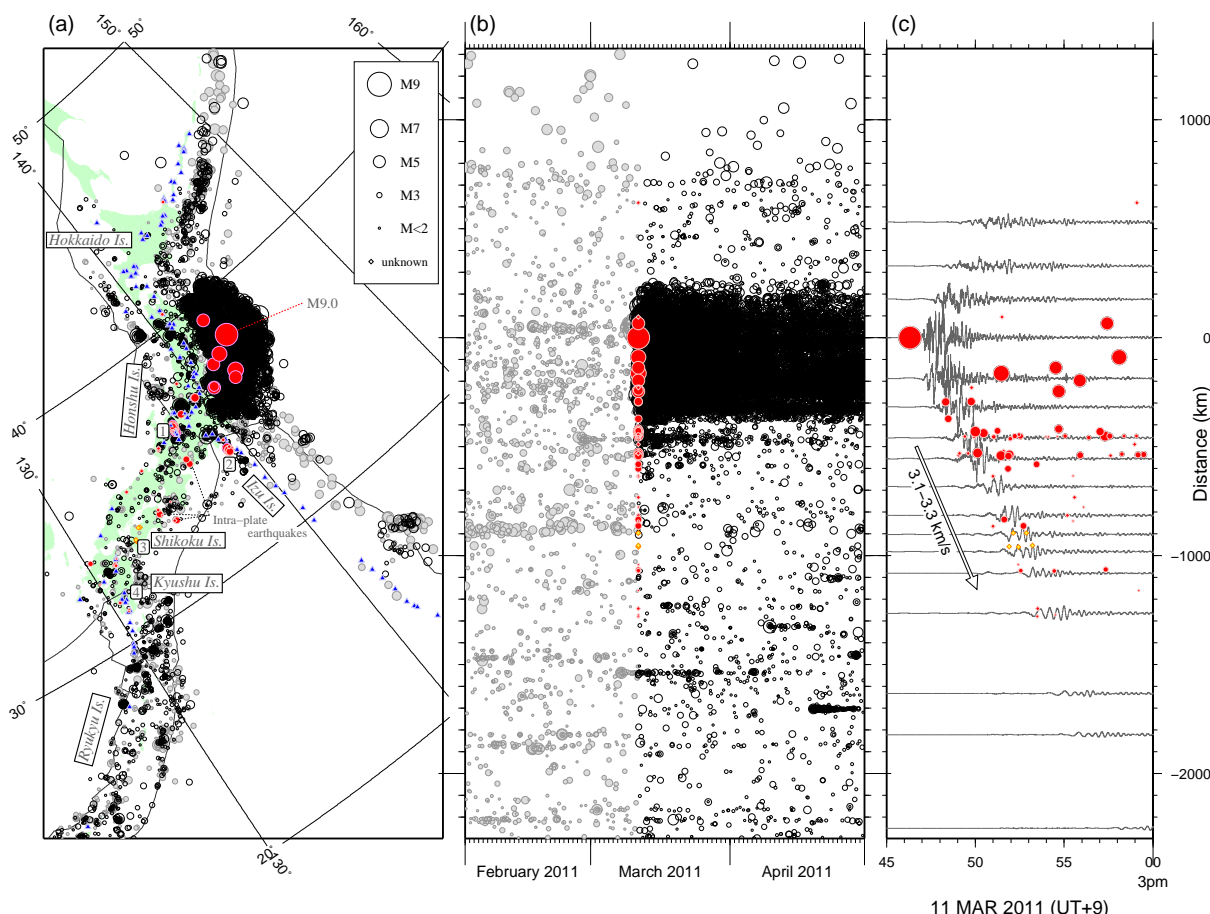 (a)
(b)
(c)
150°
50°
160°
M9
M7
M5
M3
M<2
unknown
50°
140°
Hokkaido Is.
M9.0
Honshu Is.
40°
130°
1
2
Izu Is.
Intra-plate
earthquakes
Shikoku Is.
3
Kyushu Is.
4
30°
Ryukyu Is.
20°
130°
February 2011
March 2011
April 2011
3.1-3.3 km/s
1000
0
-1000
-2000
Distance (km)
45
50
55
00
3pm
11 MAR 2011 (UT+9)